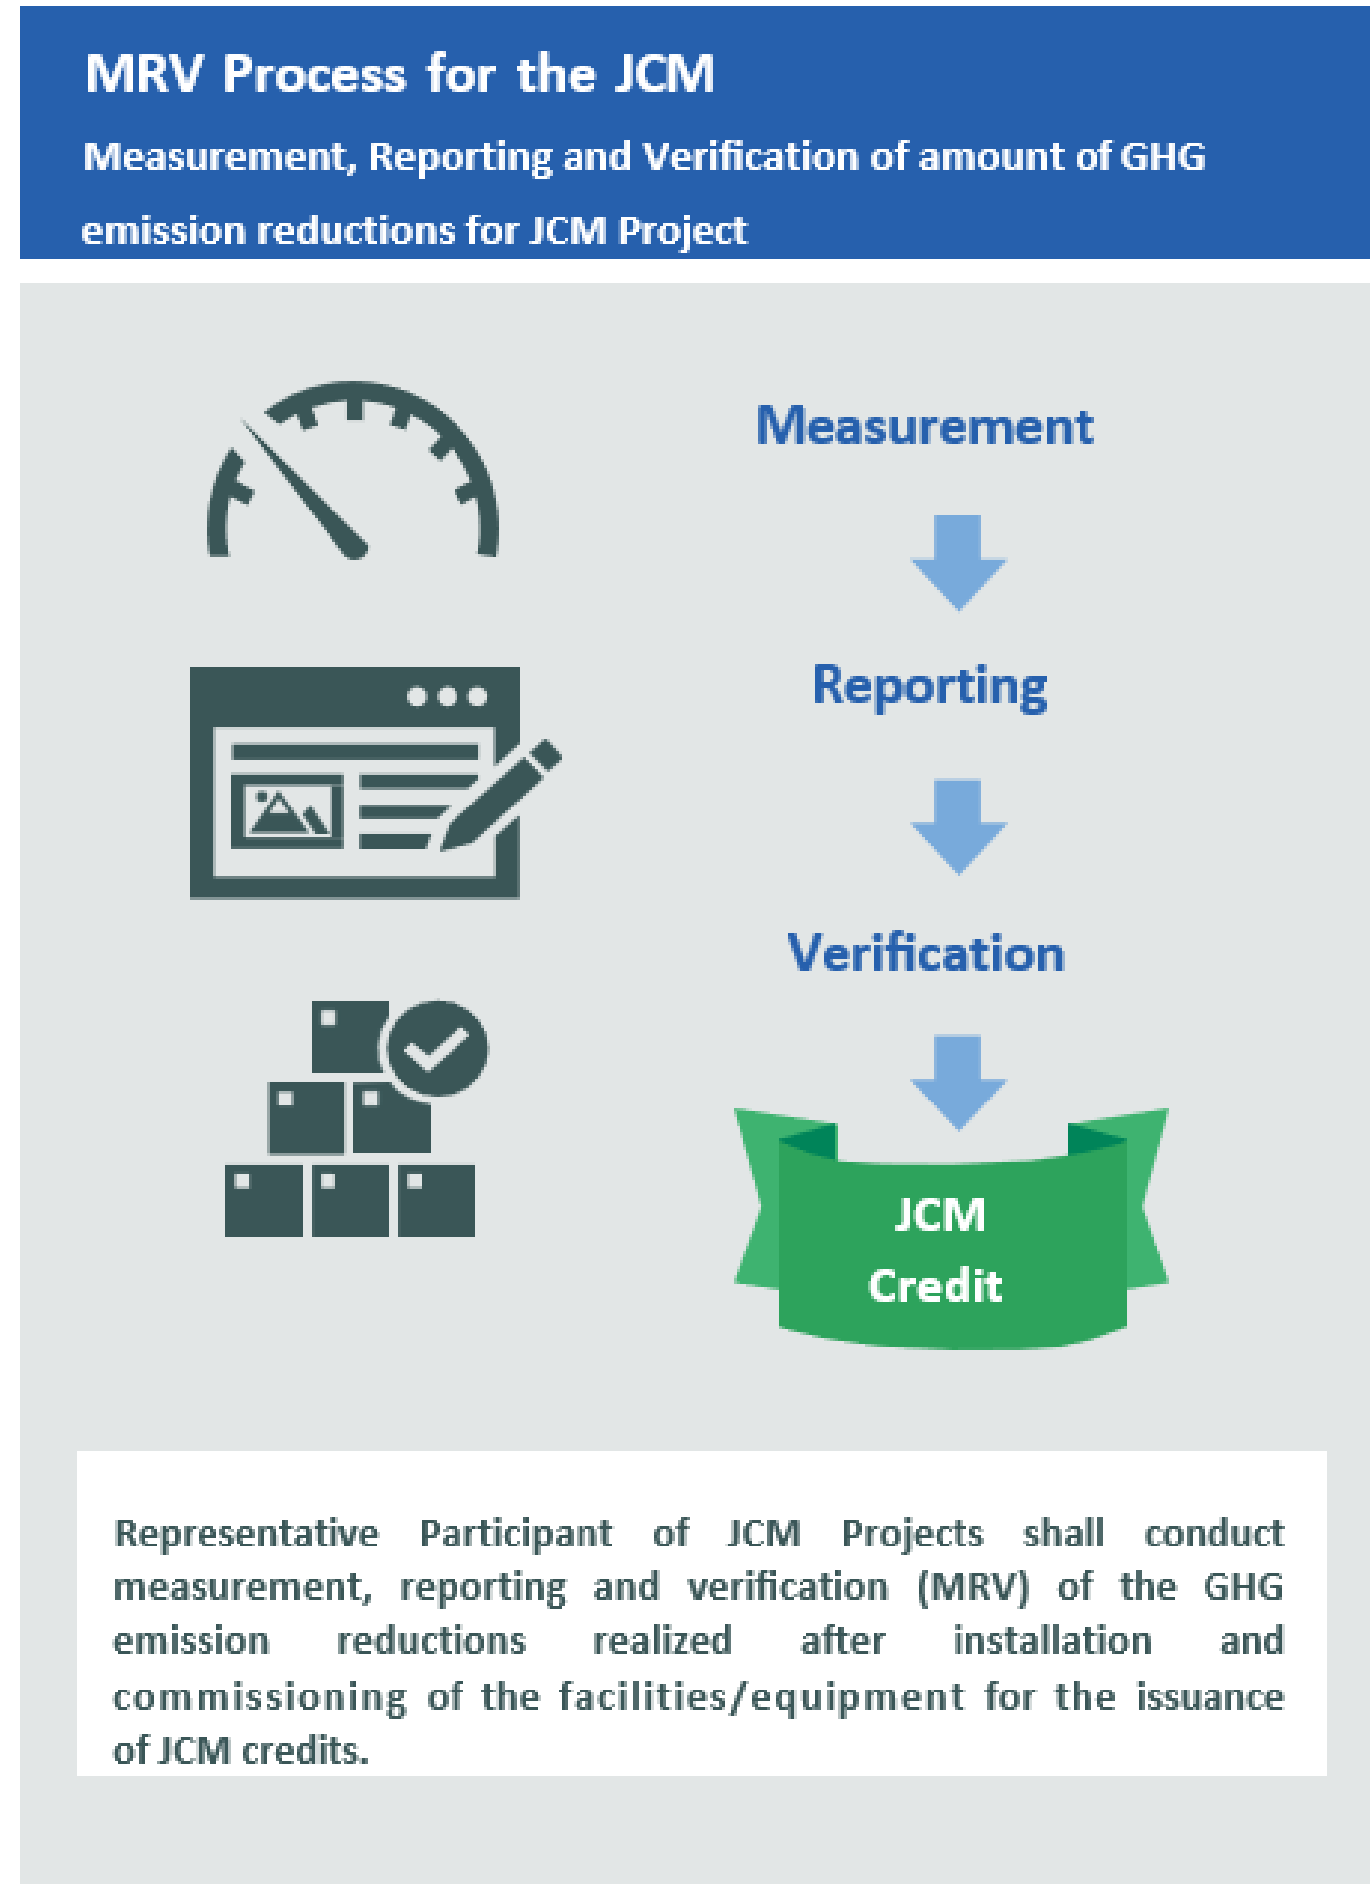 MRV Process for the JCM
Measurement, Reporting and Verification of amount of GHG
emission reductions for JCM Project
Measurement
Reporting
Verification
JCM
Credit
Representative Participant of JCM Projects shall conduct
measurement, reporting and verification (MRV) of the GHG
emission reductions realized after installation and
commissioning of the facilities/equipment for the issuance
of JCM credits.